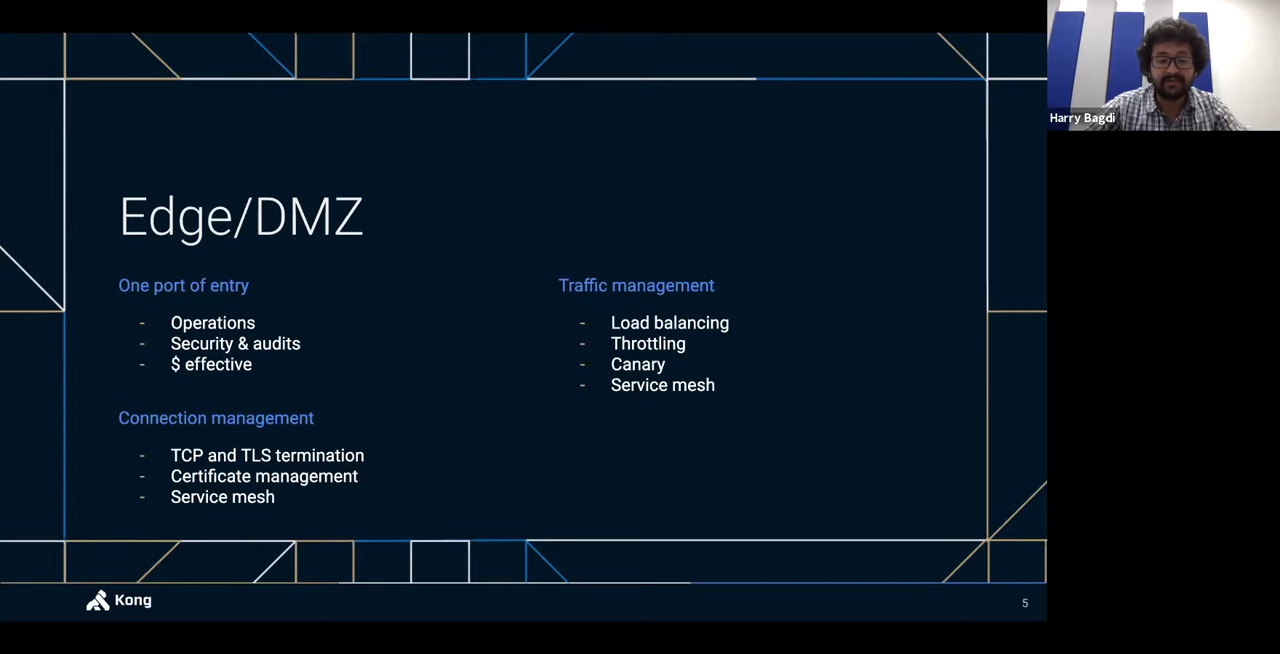 Edge/DMZ
One port of entry
- Operations
- Security & audits
- $ effective
Connection management
- TCP and TLS termination
- Certificate management
- Service mesh
Traffic management
- Load balancing
- Throttling
- Canary
- Service mesh
Kong
5
Harry Bagdi